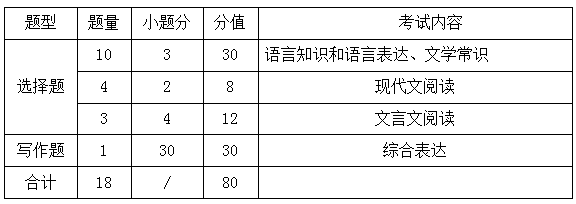 题型 题量 小题分 分值 考试内容
选择题 10 3 30 语言知识和语言表达、文学常识
4 2 8 现代文阅读
3 4 12 文言文阅读
写作题 1 30 30 综合表达
合计 18 / 80